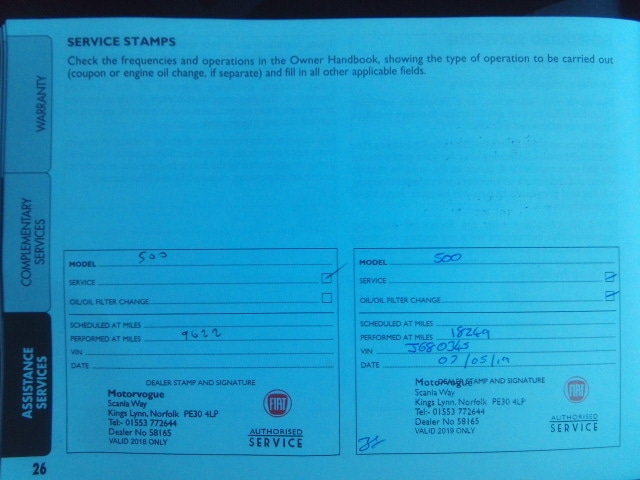 SERVICE STAMPS
Check the frequencies and operations in the Owner Handbook, showing the type of operation to be carried out
(coupon or engine oil change, if separate) and fill in all other applicable fields.
WARRANTY
COMPLEMENTARY
SERVICES
ASSISTANCE
SERVICES
MODEL 500
SERVICE
OIL/OIL FILTER CHANGE
SCHEDULED AT MILES
PERFORMED AT MILES 9622
VIN
DATE
DEALER STAMP AND SIGNATURE
Motorvogue
Scania Way
Kings Lynn, Norfolk PE30 4LP
Tel:- 01553 772644
Dealer No 58165
VALID 2018 ONLY
FIAT
AUTHORISED
SERVICE
MODEL 500
SERVICE
OIL/OIL FILTER CHANGE
SCHEDULED AT MILES
PERFORMED AT MILES 18269
VIN J680345
DATE 07/05/19
DEALER STAMP AND SIGNATURE
Motorvogue
Scania Way
Kings Lynn, Norfolk PE30 4LP
Tel:- 01553 772644
Dealer No 58165
VALID 2019 ONLY
FIAT
AUTHORISED
SERVICE
26